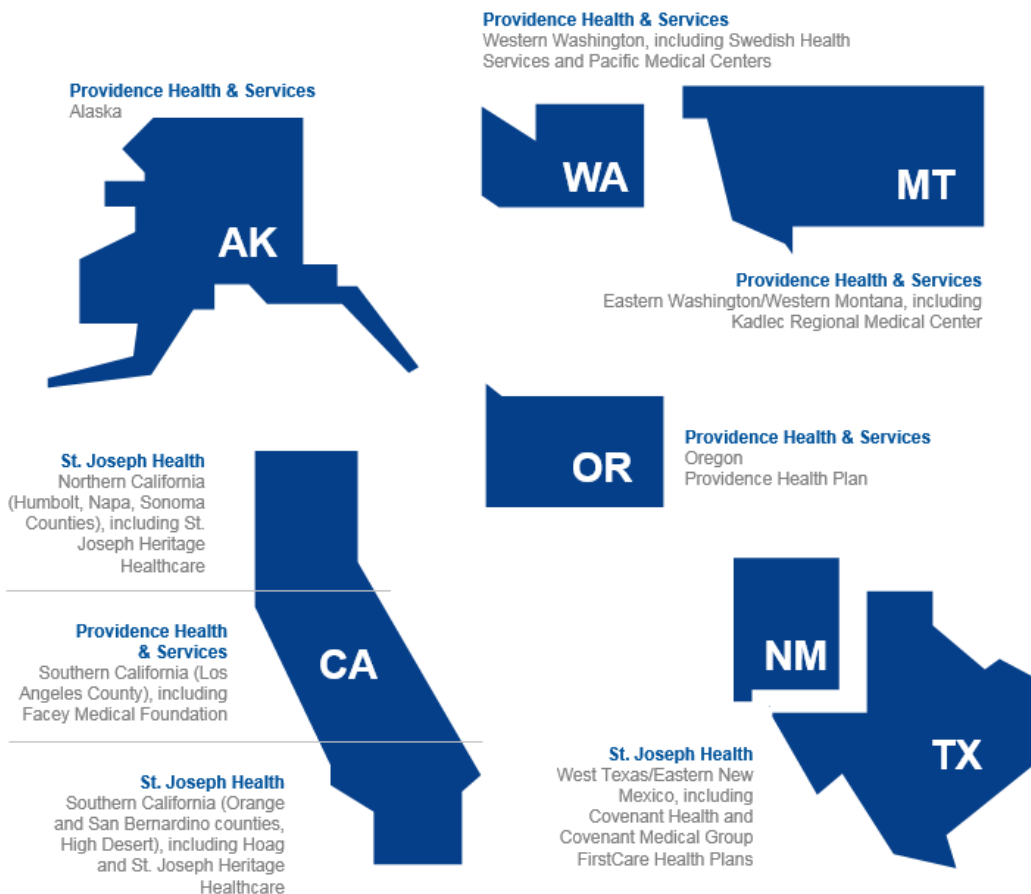 Providence Health & Services
Western Washington, including Swedish Health
Services and Pacific Medical Centers
Providence Health & Services
Alaska
WA
MT
AK
Providence Health & Services
Eastern Washington/Western Montana, including
Kadlec Regional Medical Center
OR
Providence Health & Services
Oregon
Providence Health Plan
St. Joseph Health
Northern California
(Humbolt, Napa, Sonoma
Counties), including St.
Joseph Heritage
Healthcare
Providence Health
& Services
Southern California (Los
Angeles County), including
Facey Medical Foundation
CA
St. Joseph Health
Southern California (Orange
and San Bernardino counties,
High Desert), including Hoag
and St. Joseph Heritage
Healthcare
NM
TX
St. Joseph Health
West Texas/Eastern New
Mexico, including
Covenant Health and
Covenant Medical Group
FirstCare Health Plans